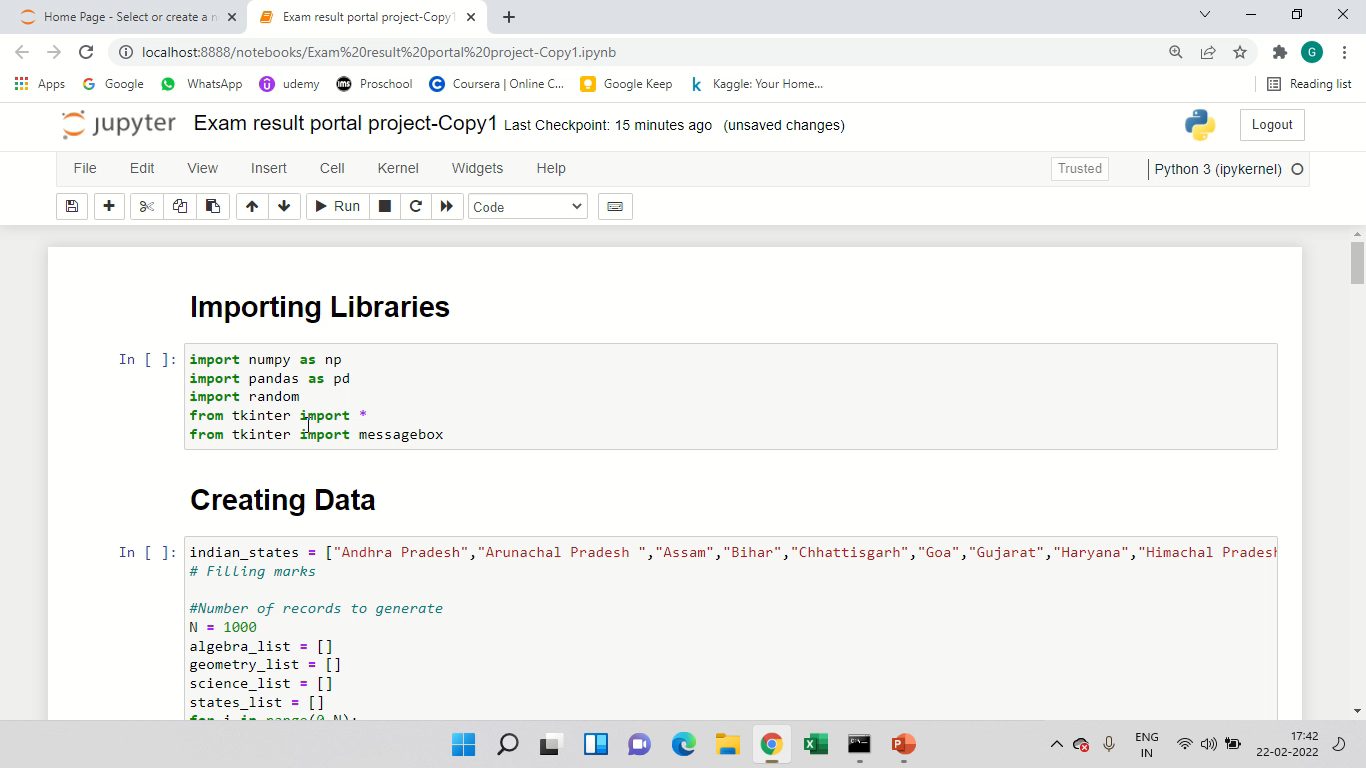 Home Page - Select or create a n
Exam result portal project-Copy1
localhost:8888/notebooks/Exam%20result%20portal%20project-Copy1.ipynb
G
Apps Google WhatsApp udemy ims Proschool Coursera | Online C... Google Keep k Kaggle: Your Home... Reading list
jupyter Exam result portal project-Copy1 Last Checkpoint: 15 minutes ago (unsaved changes) Logout
File Edit View Insert Cell Kernel Widgets Help Trusted Python 3 (ipykernel)
Run Code
Importing Libraries
In [ ]: import numpy as np
import pandas as pd
import random
from tkinter import *
from tkinter import messagebox
Creating Data
In [ ]: indian_states = ["Andhra Pradesh","Arunachal Pradesh ","Assam","Bihar","Chhattisgarh","Goa","Gujarat","Haryana","Himachal Pradesh
# Filling marks
#Number of records to generate
N = 1000
algebra_list = []
geometry_list = []
science_list = []
states_list = []
for i in range(0,N):
ENG
IN
17:42
22-02-2022